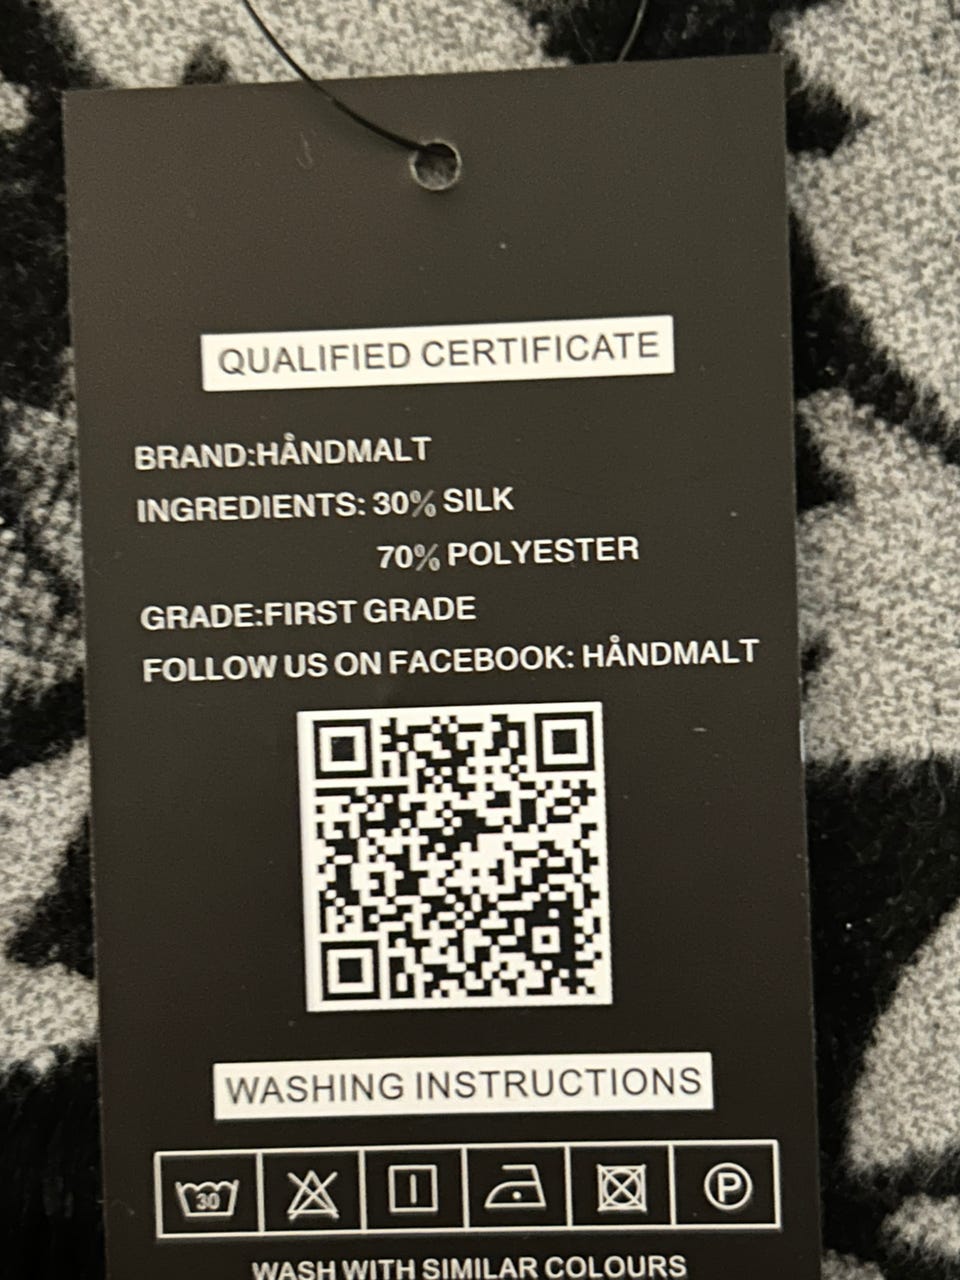 QUALIFIED CERTIFICATE
BRAND:HÅNDMALT
INGREDIENTS: 30% SILK
70% POLYESTER
GRADE:FIRST GRADE
FOLLOW US ON FACEBOOK: HÅNDMALT
WASHING INSTRUCTIONS
30 P
WASH WITH SIMILAR COLOURS